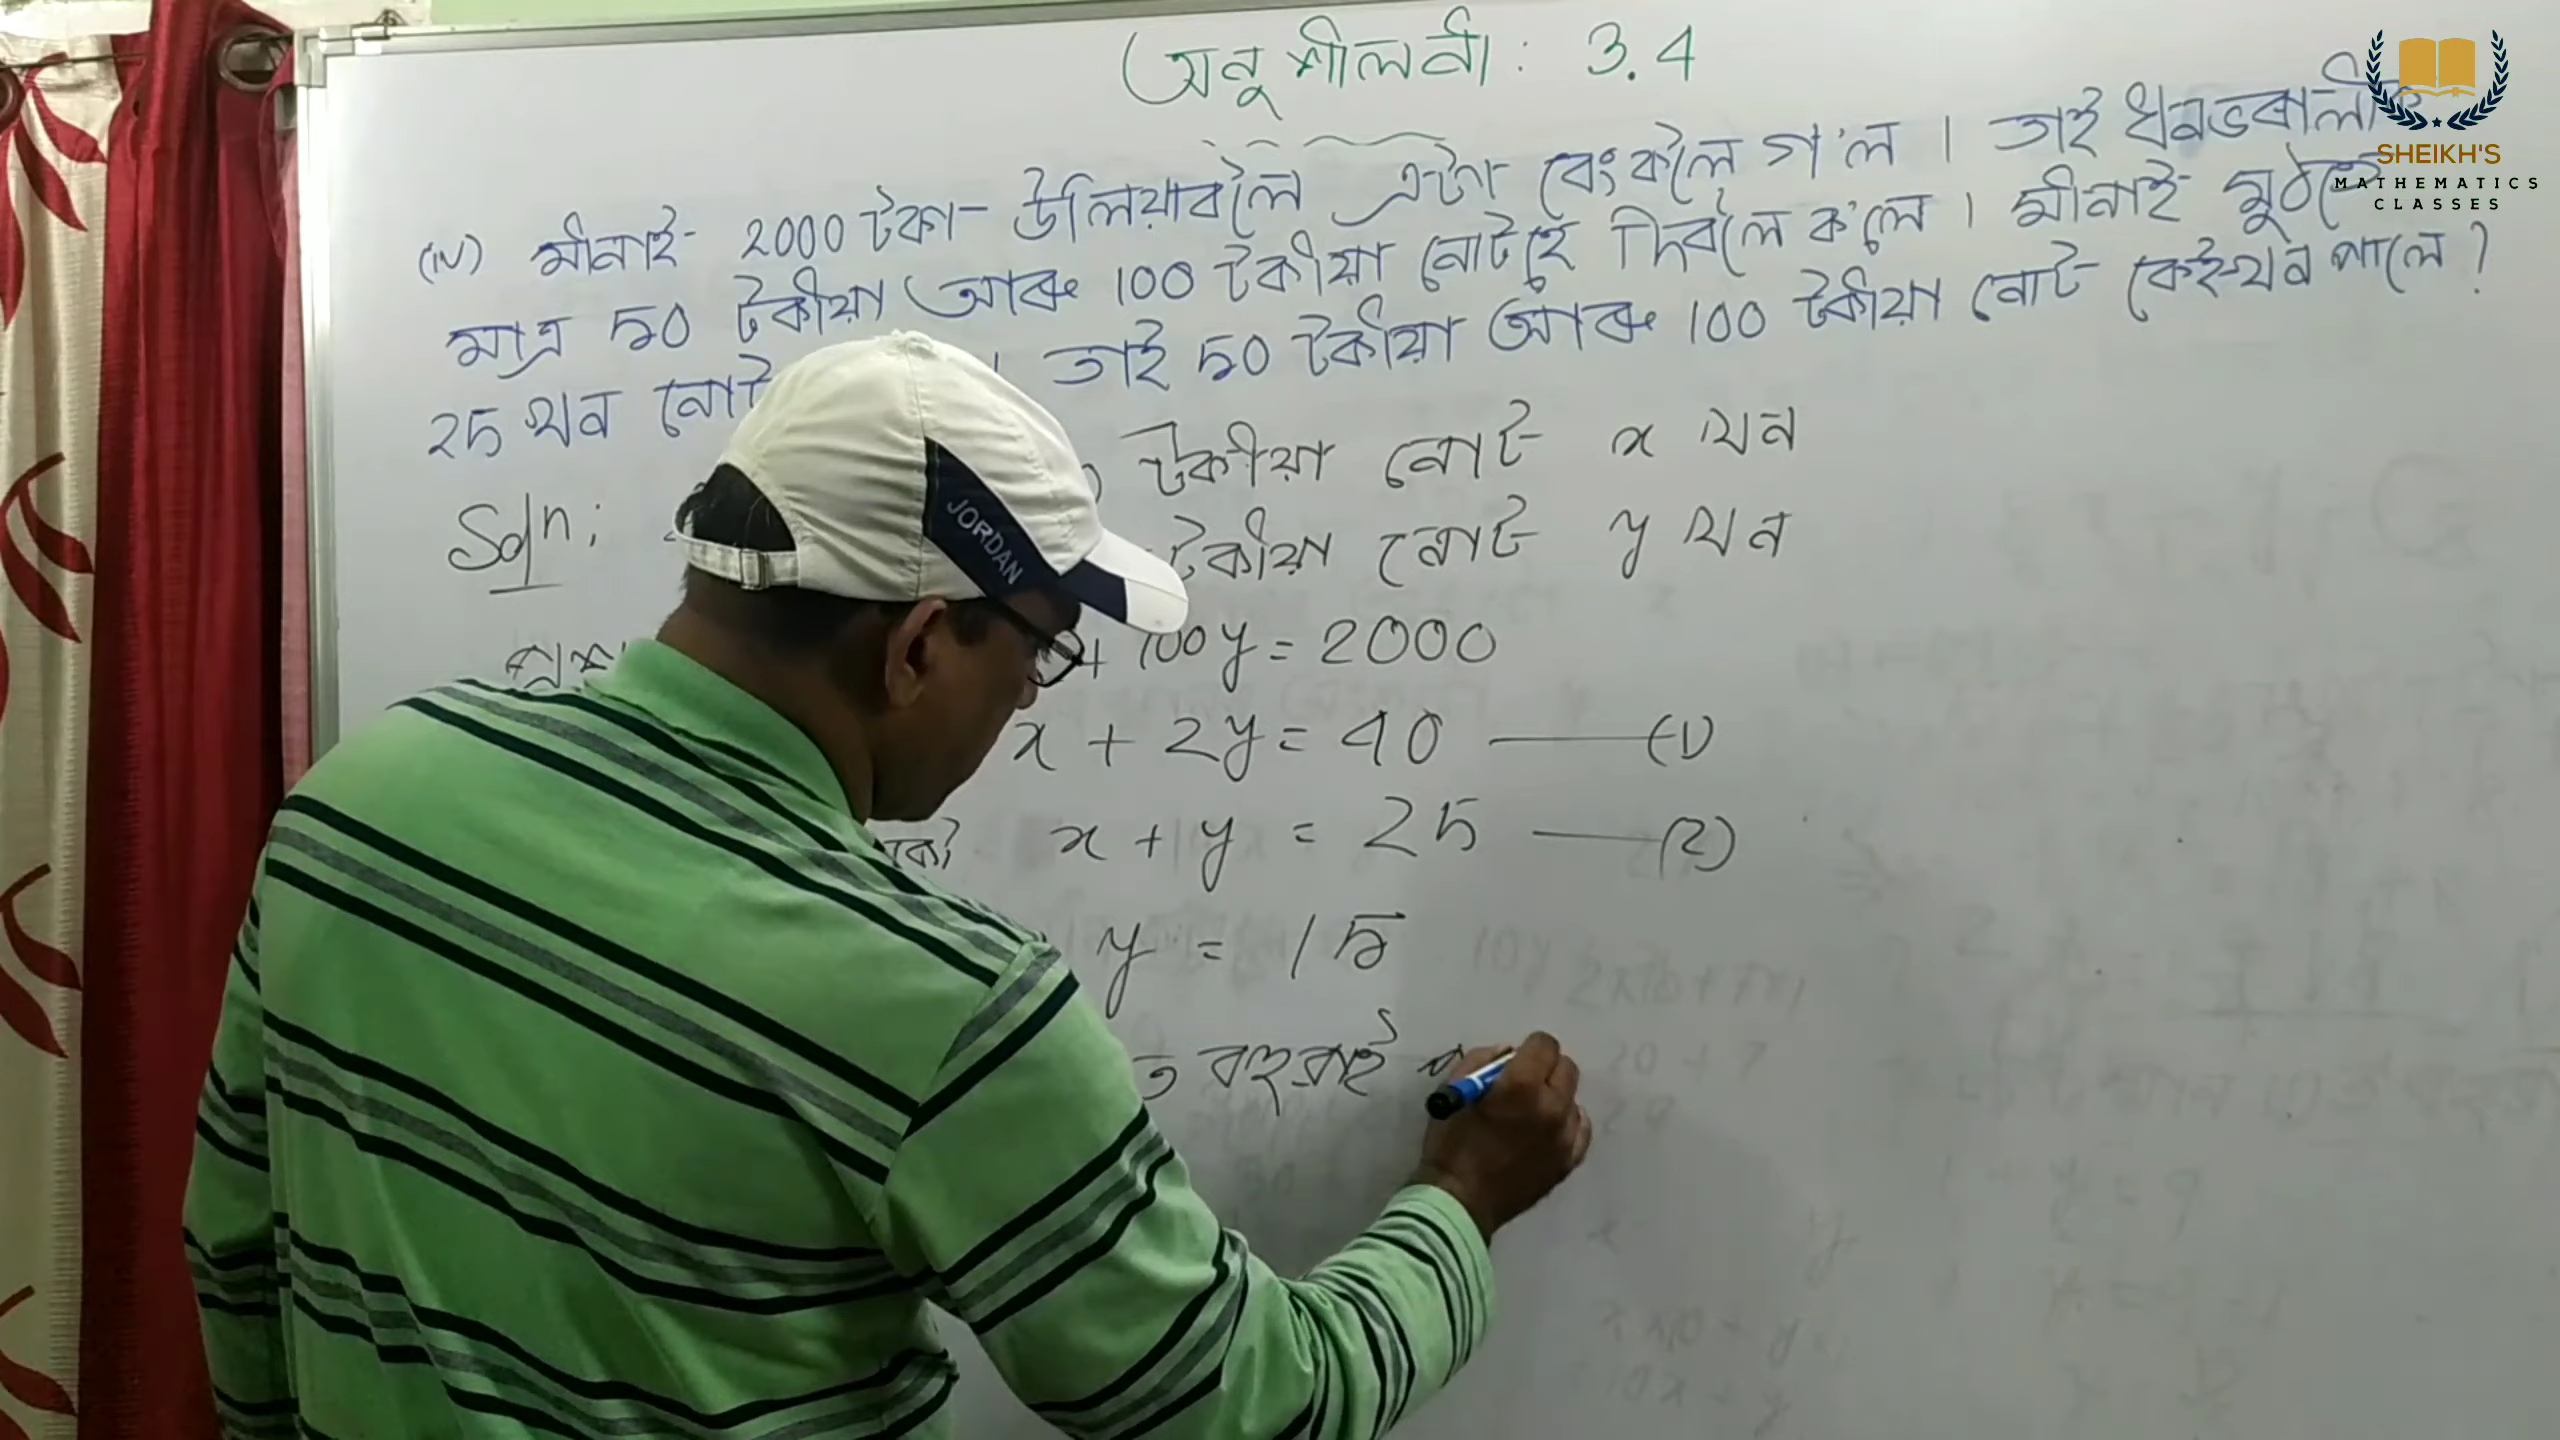 অনুশীলনী : 3.4
(iv) মীনাই 2000 টকা উলিয়াবলৈ এটা বেংকলৈ গ'ল । তাই ধনভৰালীক
মাত্ৰ 50 টকীয়া আৰু 100 টকীয়া নোটহে দিবলৈ ক'লে । মীনাই মুঠতে
25 খন নোট । তাই 50 টকীয়া আৰু 100 টকীয়া নোট কেইখন পালে ?
Soln : টকীয়া নোট x খন
টকীয়া নোট y খন
+ 100y = 2000
x + 2y = 40 —— (1)
x + y = 25 —— (2)
y = 15
ত বহুৱাই
SHEIKH'S
MATHEMATICS
CLASSES
JORDAN